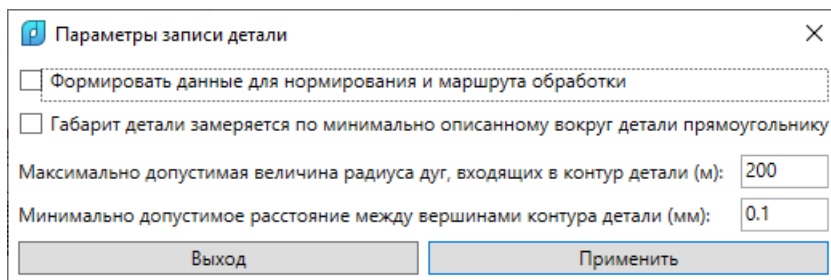 Параметры записи детали
Формировать данные для нормирования и маршрута обработки
Габарит детали замеряется по минимально описанному вокруг детали прямоугольнику
Максимально допустимая величина радиуса дуг, входящих в контур детали (м): 200
Минимально допустимое расстояние между вершинами контура детали (мм): 0.1
Выход Применить